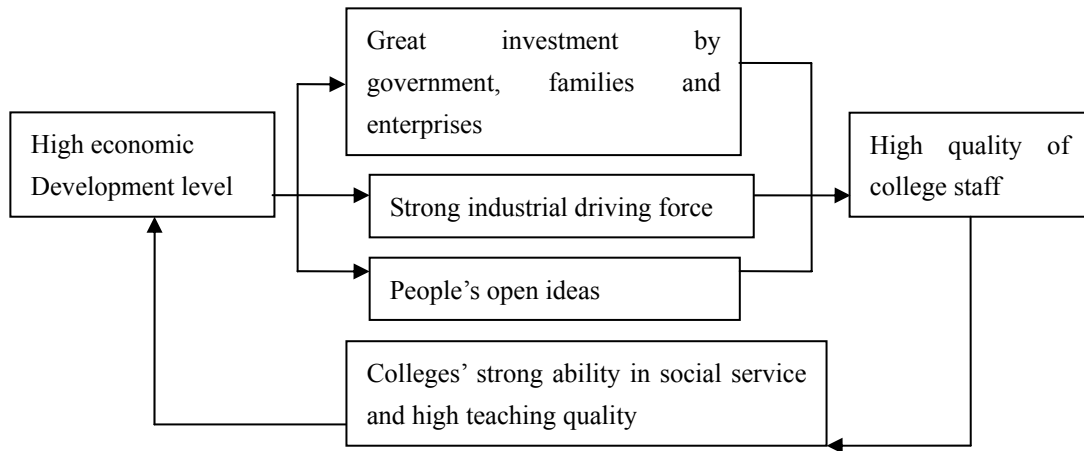 Great investment by
government, families and
enterprises
High economic
Development level
High quality of
college staff
Strong industrial driving force
People’s open ideas
Colleges’ strong ability in social service
and high teaching quality